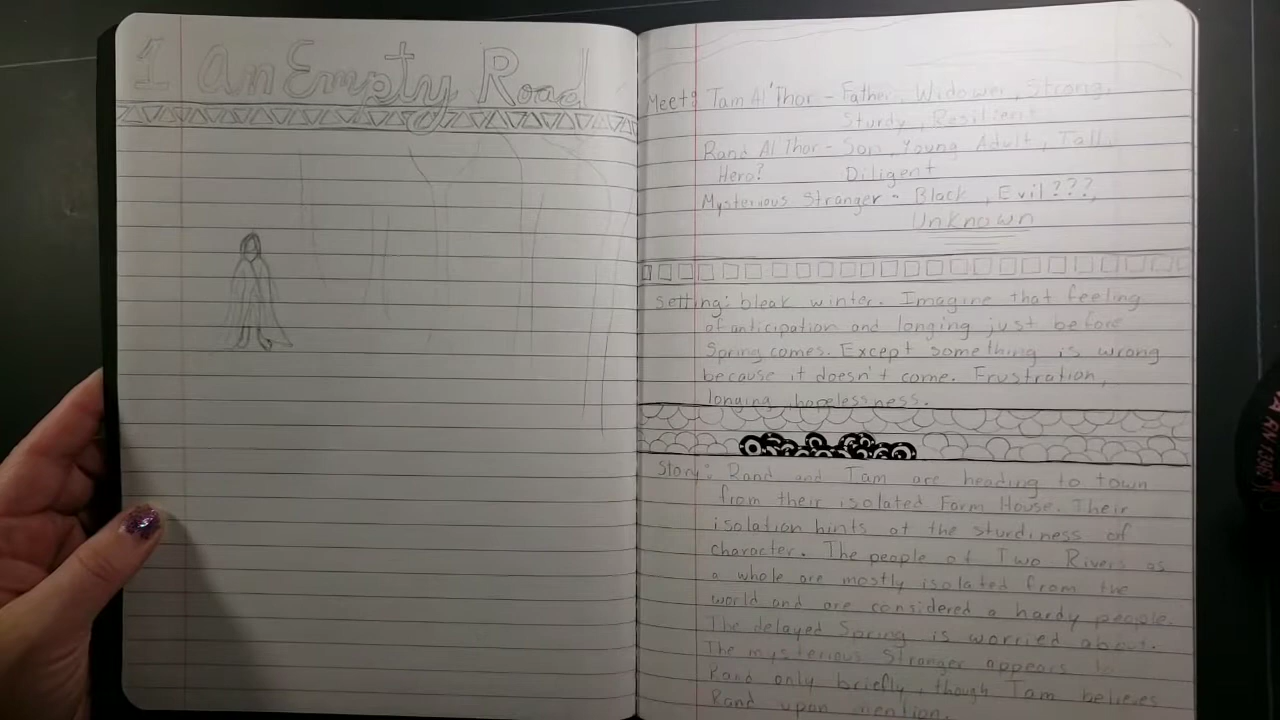 1 An Empty Road
Meet: Tam Al'Thor - Father, Widower, Strong,
Sturdy, Resilient
Rand Al Thor - Son, Young Adult, Tall,
Hero? Diligent
Mysterious Stranger - Black, Evil???,
Unknown
Setting: bleak winter. Imagine that feeling
of anticipation and longing just before
Spring comes. Except something is wrong
because it doesn't come. Frustration,
longing, hopelessness.
Story: Rand and Tam are heading to town
from their isolated Farm House. Their
isolation hints at the sturdiness of
character. The people of Two Rivers as
a whole are mostly isolated from the
world and are considered a hardy people.
The delayed Spring is worried about.
The mysterious Stranger appears to
Rand only briefly, though Tam believes
Rand upon mention.